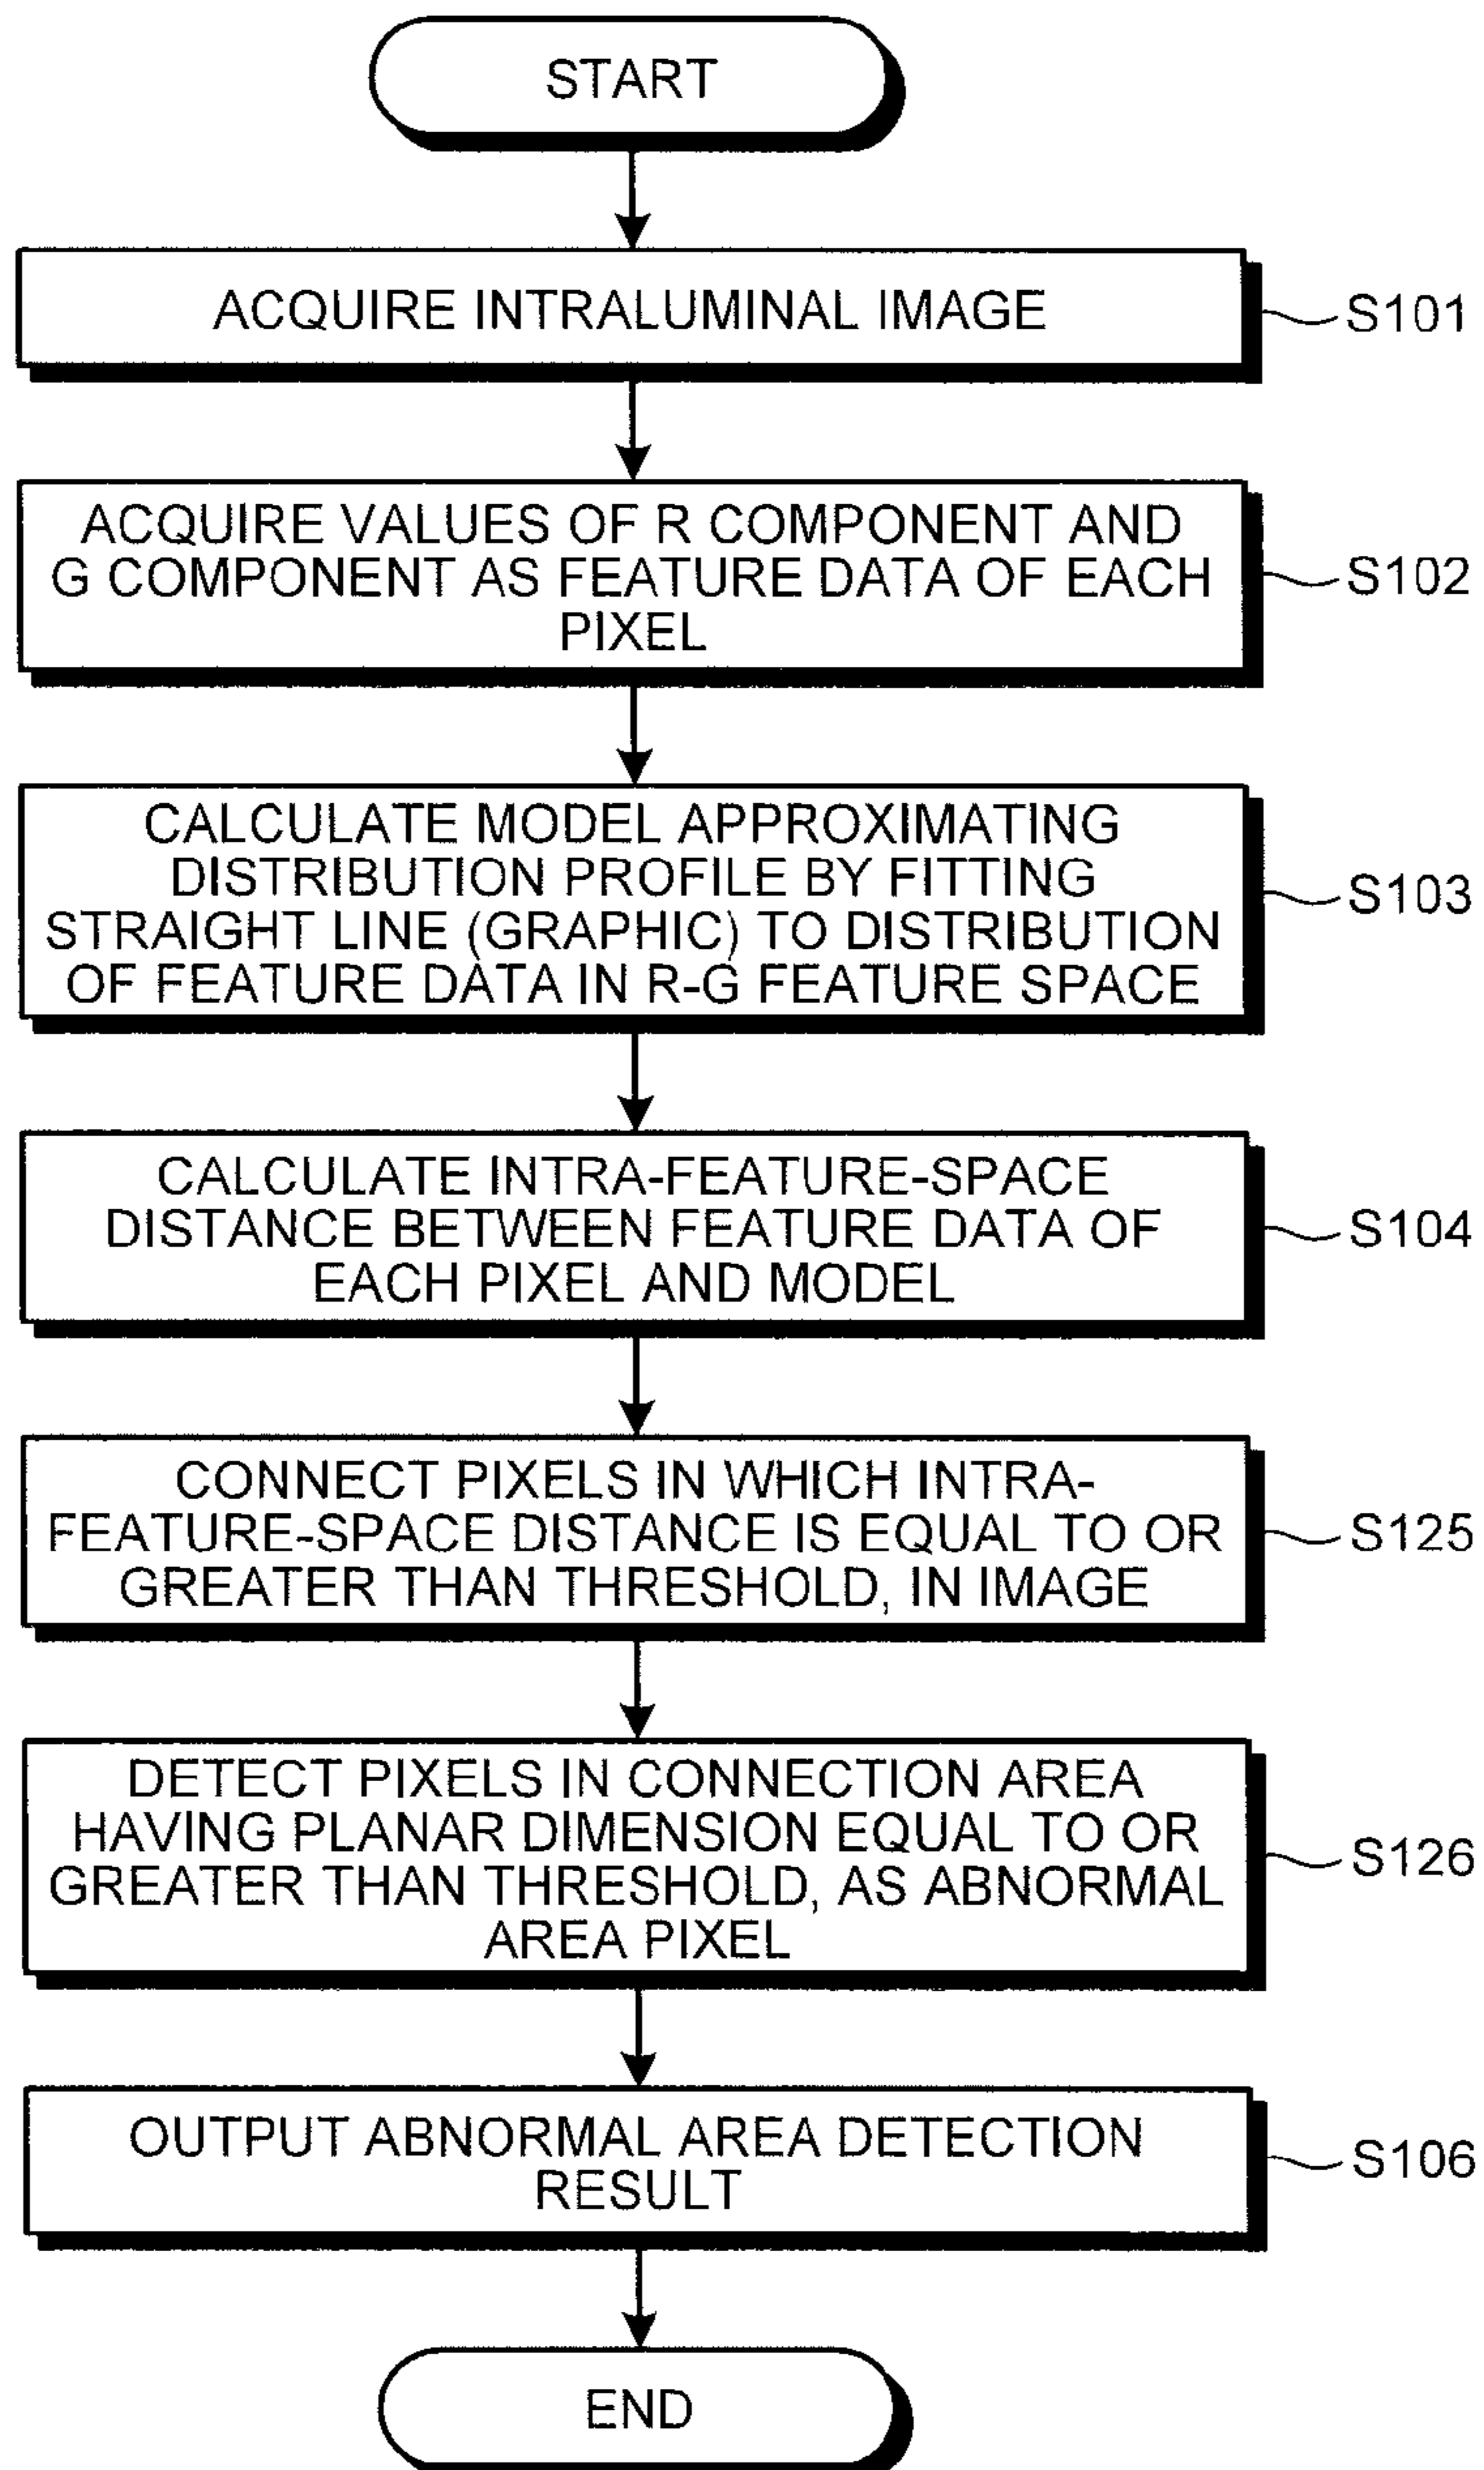 START
ACQUIRE INTRALUMINAL IMAGE
S101
ACQUIRE VALUES OF R COMPONENT AND
G COMPONENT AS FEATURE DATA OF EACH
PIXEL
S102
CALCULATE MODEL APPROXIMATING
DISTRIBUTION PROFILE BY FITTING
STRAIGHT LINE (GRAPHIC) TO DISTRIBUTION
OF FEATURE DATA IN R-G FEATURE SPACE
S103
CALCULATE INTRA-FEATURE-SPACE
DISTANCE BETWEEN FEATURE DATA OF
EACH PIXEL AND MODEL
S104
CONNECT PIXELS IN WHICH INTRA-
FEATURE-SPACE DISTANCE IS EQUAL TO OR
GREATER THAN THRESHOLD, IN IMAGE
S125
DETECT PIXELS IN CONNECTION AREA
HAVING PLANAR DIMENSION EQUAL TO OR
GREATER THAN THRESHOLD, AS ABNORMAL
AREA PIXEL
S126
OUTPUT ABNORMAL AREA DETECTION
RESULT
S106
END